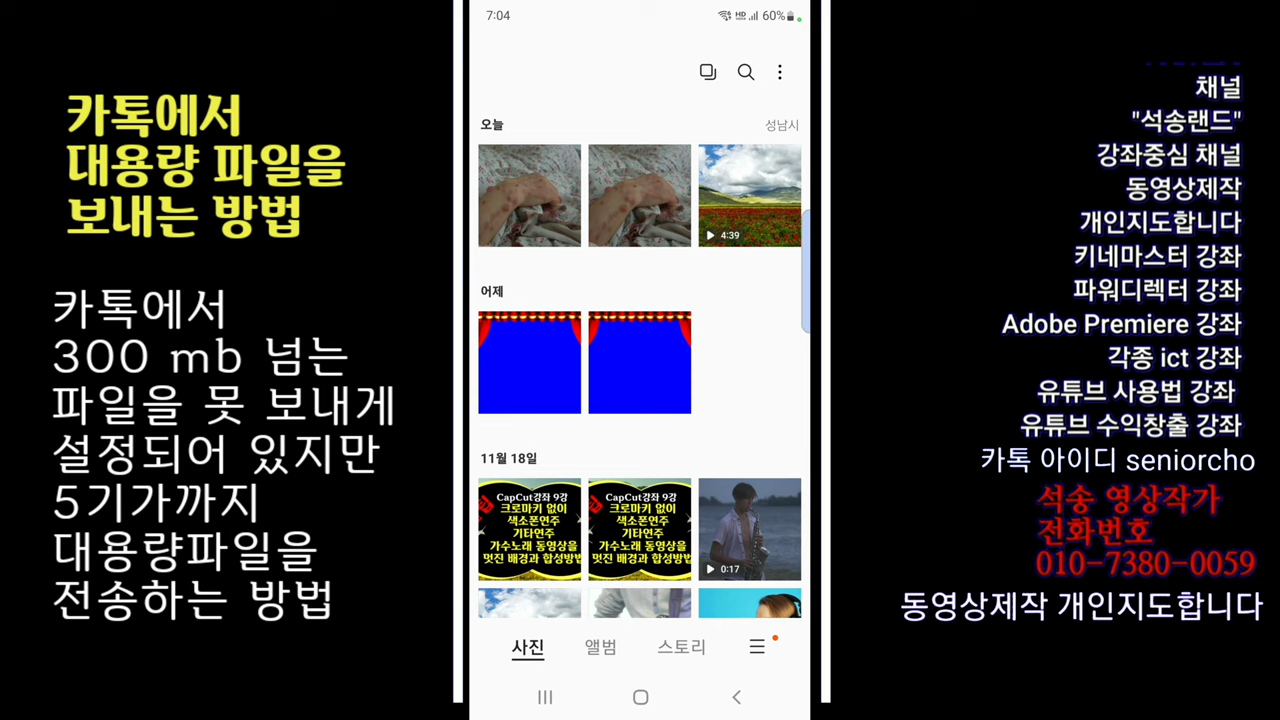 카톡에서
대용량 파일을
보내는 방법
카톡에서
300 mb 넘는
파일을 못 보내게
설정되어 있지만
5기가까지
대용량파일을
전송하는 방법
7:04
60%
오늘
성남시
4:39
어제
11월 18일
CapCut강좌 9강
크로마키 없이
색소폰연주
기타연주
가수노래 동영상을
멋진 배경과 합성방법
CapCut강좌 9강
크로마키 없이
색소폰연주
기타연주
가수노래 동영상을
멋진 배경과 합성방법
0:17
사진
앨범
스토리
채널
"석송랜드"
강좌중심 채널
동영상제작
개인지도합니다
키네마스터 강좌
파워디렉터 강좌
Adobe Premiere 강좌
각종 ict 강좌
유튜브 사용법 강좌
유튜브 수익창출 강좌
카톡 아이디 seniorcho
석송 영상작가
전화번호
010-7380-0059
동영상제작 개인지도합니다